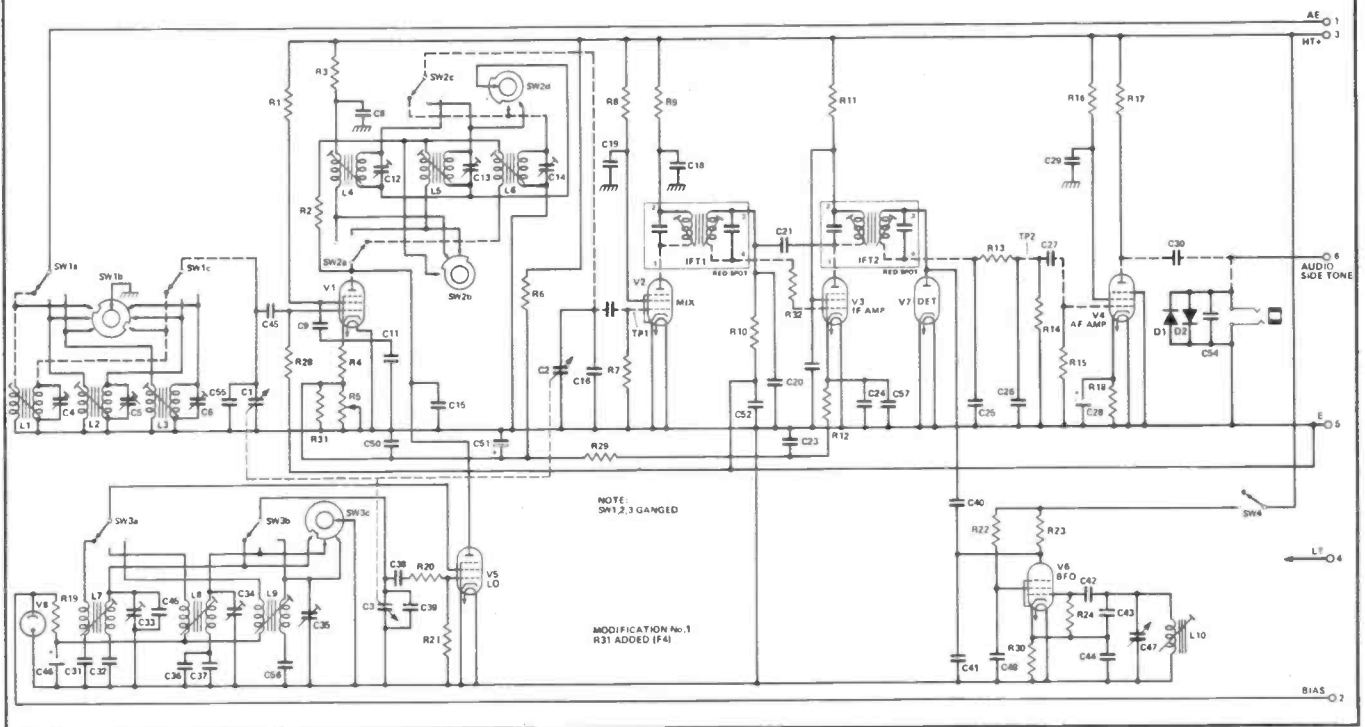 AE 1
3
HT+
R1
R3
C8
SW2c
SW2d
R8
R9
R11
R16
R17
C19
C18
C29
L4
C12
L5
C13
L6
C14
R2
IFT1
RED SPOT
C21
IFT2
RED SPOT
R13
TP2
C27
C30
6
AUDIO
SIDE TONE
SW1a
SW1b
SW1c
SW2a
SW2b
V1
R6
V2
MIX
TP1
R32
V3
IF AMP
V7
DET
V4
AF AMP
D1
D2
C54
C45
C9
C11
R28
R4
R5
R31
C2
C16
R7
R10
C20
C52
R14
R15
R18
C28
L1
C4
L2
C5
L3
C6
C55
C1
C15
C50
C51
R29
C23
R12
C24
C57
C25
C26
E
5
NOTE:
SW1,2,3 GANGED
SW3a
SW3b
SW3c
C40
R22
R23
SW4
LT
4
V8
R19
L7
C33
L8
C34
L9
C35
C38
R20
V5
LO
C3
C39
R21
MODIFICATION No,1
R31 ADDED (F4)
V6
BFO
C42
R24
C43
C44
C47
L10
C46
C31
C32
C36
C37
C56
C41
C48
R30
BIAS
2